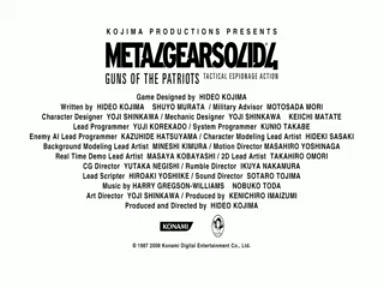 KOJIMA PRODUCTIONS PRESENTS
METAL GEAR SOLID 4
GUNS OF THE PATRIOTS TACTICAL ESPIONAGE ACTION
Game Designed by HIDEO KOJIMA
Written by HIDEO KOJIMA SHUYO MURATA / Military Advisor MOTOSADA MORI
Character Designer YOJI SHINKAWA / Mechanic Designer YOJI SHINKAWA KEIICHI MATATE
Lead Programmer YUJI KOREKADO / System Programmer KUNIO TAKABE
Enemy AI Lead Programmer KAZUHIDE HATSUYAMA / Character Modeling Lead Artist HIDEKI SASAKI
Background Modeling Lead Artist MINESHI KIMURA / Motion Director MASAHIRO YOSHINAGA
Real Time Demo Lead Artist MASAYA KOBAYASHI / 2D Lead Artist TAKAHIRO OMORI
CG Director YUTAKA NEGISHI / Rumble Director IKUYA NAKAMURA
Lead Scripter HIROAKI YOSHIIKE / Sound Director SOTARO TOJIMA
Music by HARRY GREGSON-WILLIAMS NOBUKO TODA
Art Director YOJI SHINKAWA / Produced by KENICHIRO IMAIZUMI
Produced and Directed by HIDEO KOJIMA
KONAMI
© 1987 2008 Konami Digital Entertainment Co., Ltd.